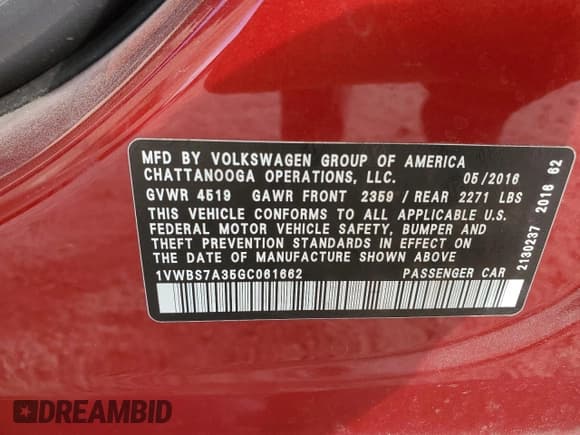 MFD BY VOLKSWAGEN GROUP OF AMERICA
CHATTANOOGA OPERATIONS, LLC. 05/2016
GVWR 4519 GAWR FRONT 2359 / REAR 2271 LBS
THIS VEHICLE CONFORMS TO ALL APPLICABLE U.S.
FEDERAL MOTOR VEHICLE SAFETY, BUMPER AND
THEFT PREVENTION STANDARDS IN EFFECT ON
THE DATE OF MANUFACTURE SHOWN ABOVE
1VWBS7A35GC061662 PASSENGER CAR
2130237 2016 62
DREAMBID